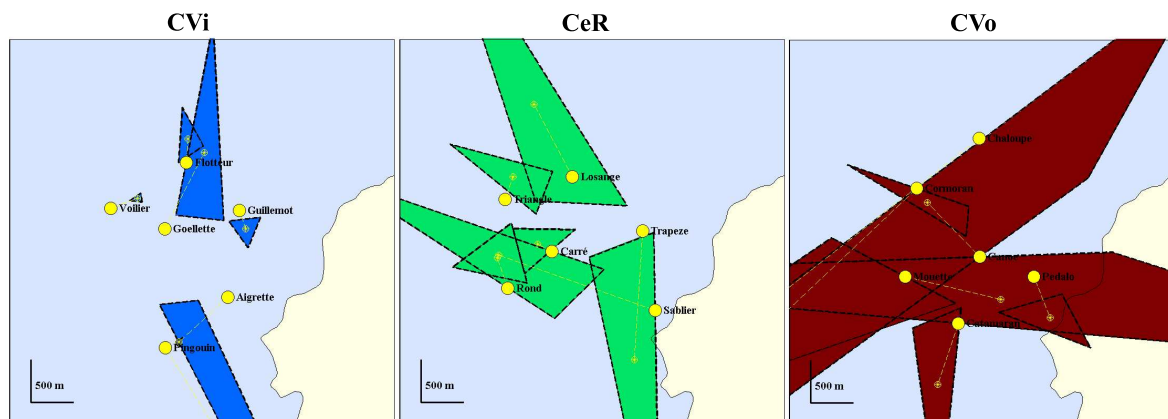 CVi
CeR
CVo
Flotteur
Voilier
Guillemot
Goellette
Aigrette
Pingouin
500 m
Losange
Triangle
Trapeze
Carré
Rond
Sablier
500 m
Chaloupe
Cormoran
Mouette
Pedalo
Catamaran
500 m